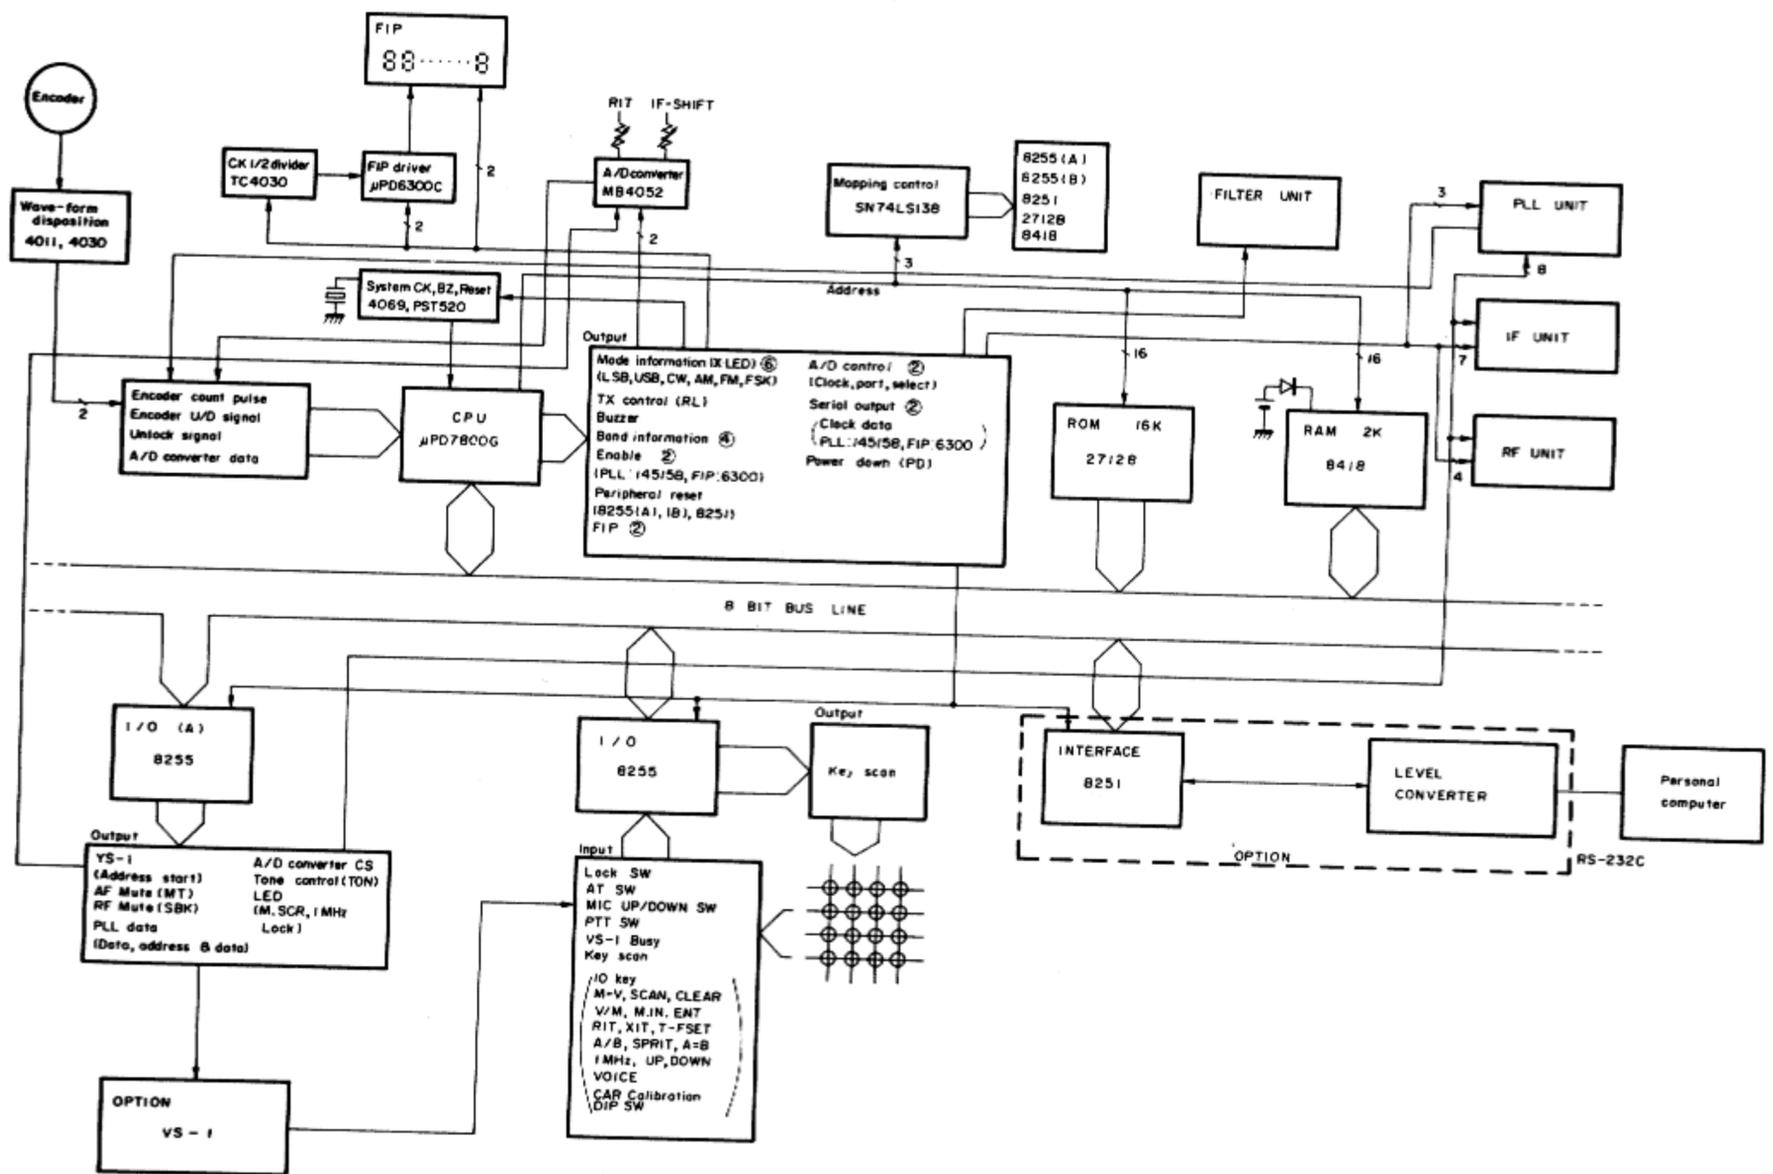 FIP
88······8
Encoder
RIT IF-SHIFT
CK 1/2 divider
TC4030
FIP driver
μPD6300C
2
2
A/D converter
MB4052
2
Mapping control
SN74LS138
3
8255(A)
8255(B)
8251
27128
8418
FILTER UNIT
3
PLL UNIT
8
Wave-form
disposition
4011, 4030
System CK, BZ, Reset
4069, PST520
Address
16
16
IF UNIT
7
RF UNIT
4
2
Encoder count pulse
Encoder U/D signal
Unlock signal
A/D converter data
CPU
μPD7800G
Output
Mode information (X·LED) ⑥
(LSB, USB, CW, AM, FM, FSK)
TX control (RL)
Buzzer
Band information ④
Enable ②
(PLL:145158, FIP:6300)
Peripheral reset
(8255(A), (B), 8251)
FIP ②
A/D control ②
(Clock, port, select)
Serial output ②
(Clock data
PLL:145158, FIP:6300)
Power down (PD)
ROM 16K
27128
RAM 2K
8418
8 BIT BUS LINE
I/O (A)
8255
I/O
8255
Output
Key scan
INTERFACE
8251
LEVEL
CONVERTER
OPTION
RS-232C
Personal
computer
Output
YS-1
(Address start)
AF Mute (MT)
RF Mute (SBK)
PLL data
(Data, address & data)
A/D converter CS
Tone control (TON)
LED
(M. SCR, 1MHz
Lock)
Input
Lock SW
AT SW
MIC UP/DOWN SW
PTT SW
VS-1 Busy
Key scan
10 key
M-V, SCAN, CLEAR
V/M, M.IN. ENT
RIT, XIT, T-FSET
A/B, SPRIT, A=B
1MHz, UP, DOWN
VOICE
CAR Calibration
DIP SW
OPTION
VS-1